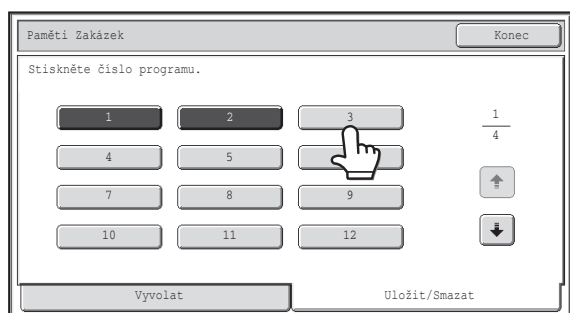 Paměti Zakázek Konec
Stiskněte číslo programu.
1 2 3 1
4
4 5
7 8 9
10 11 12
Vyvolat Uložit/Smazat